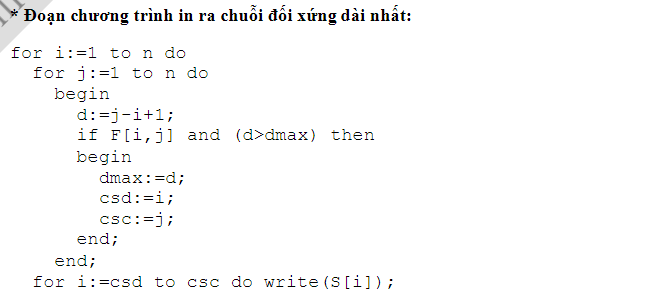 * Đoạn chương trình in ra chuỗi đối xứng dài nhất:
for i:=1 to n do
for j:=1 to n do
begin
d:=j-i+1;
if F[i,j] and (d>dmax) then
begin
dmax:=d;
csd:=i;
csc:=j;
end;
end;
for i:=csd to csc do write(S[i]);